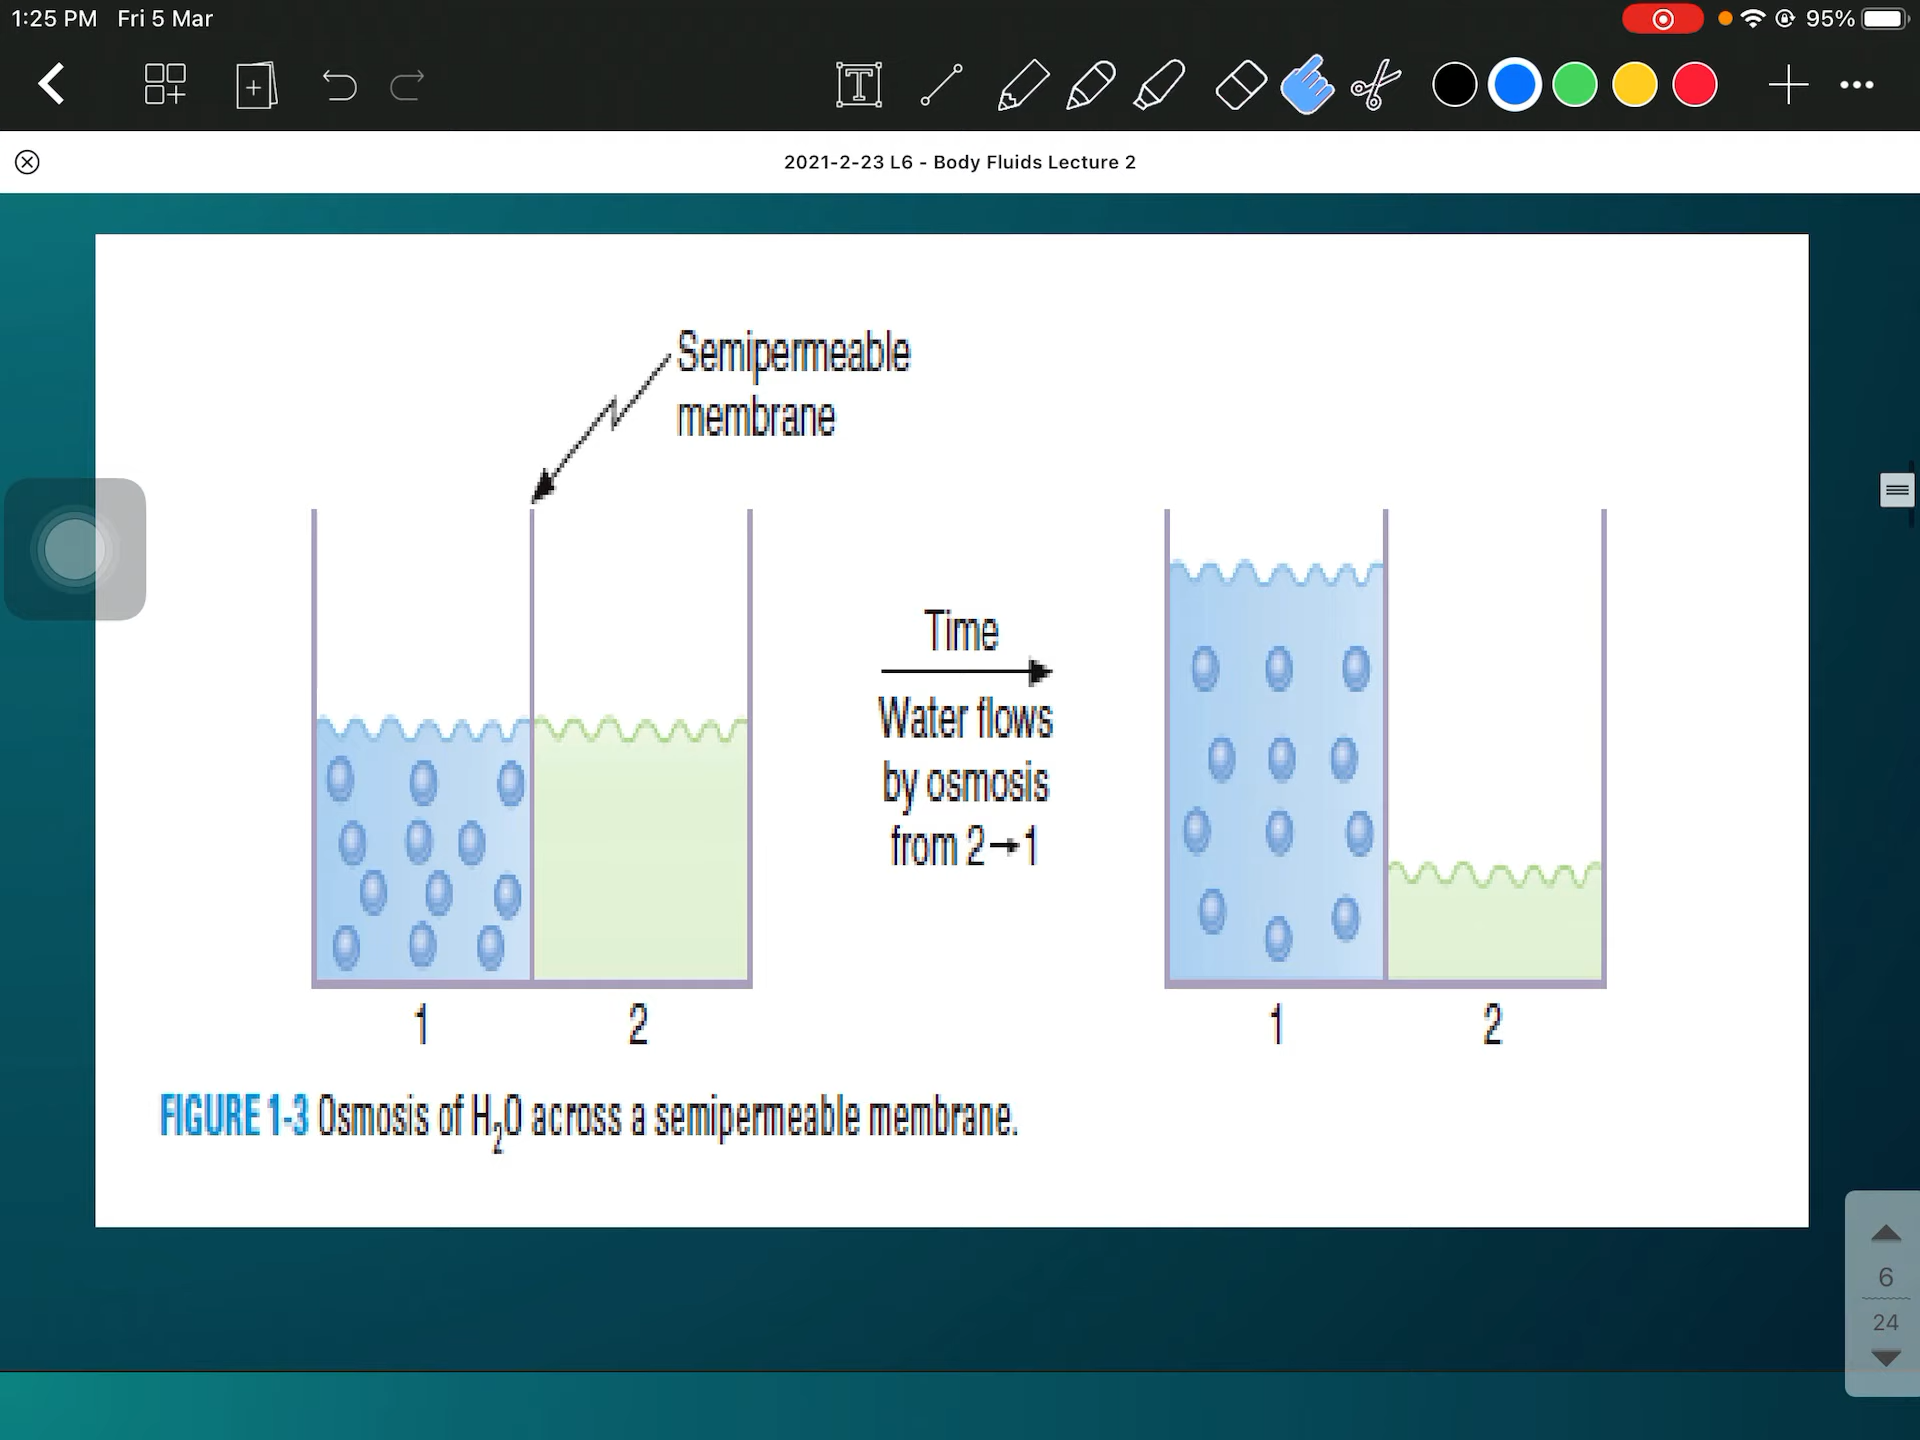 1:25 PM Fri 5 Mar
95%
T
2021-2-23 L6 - Body Fluids Lecture 2
Semipermeable
membrane
Time
Water flows
by osmosis
from 2→1
1 2
1 2
FIGURE 1-3 Osmosis of H₂O across a semipermeable membrane.
6
24